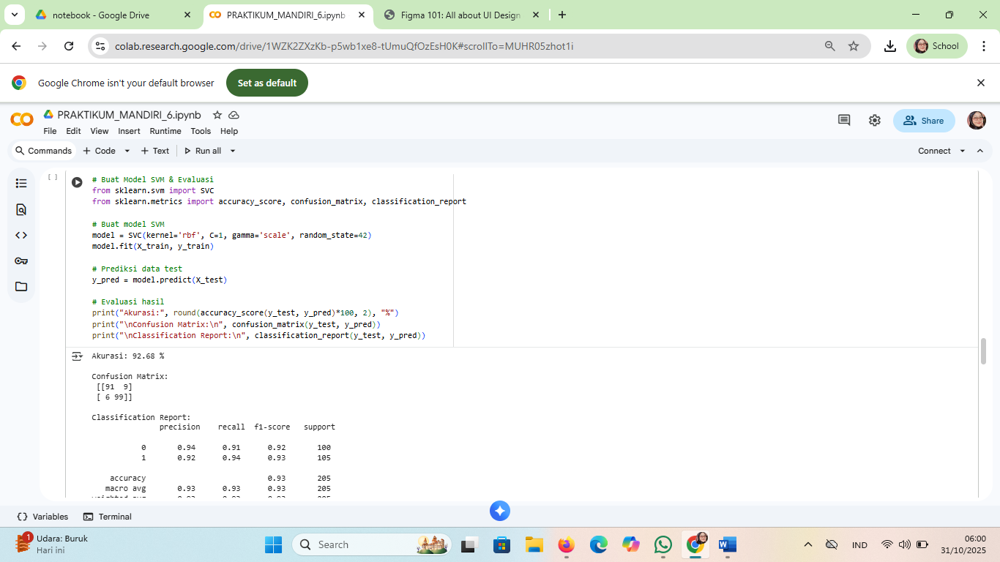 notebook - Google Drive
PRAKTIKUM_MANDIRI_6.ipynb
Figma 101: All about UI Design
colab.research.google.com/drive/1WZK2ZXzKb-p5wb1xe8-tUmuQfOzEsH0K#scrollTo=MUHR05zhot1i
School
Google Chrome isn't your default browser
Set as default
PRAKTIKUM_MANDIRI_6.ipynb
Share
File Edit View Insert Runtime Tools Help
Commands + Code + Text Run all Connect
[ ]
# Buat Model SVM & Evaluasi
from sklearn.svm import SVC
from sklearn.metrics import accuracy_score, confusion_matrix, classification_report
# Buat model SVM
model = SVC(kernel='rbf', C=1, gamma='scale', random_state=42)
model.fit(X_train, y_train)
# Prediksi data test
y_pred = model.predict(X_test)
# Evaluasi hasil
print("Akurasi:", round(accuracy_score(y_test, y_pred)*100, 2), "%")
print("\nConfusion Matrix:\n", confusion_matrix(y_test, y_pred))
print("\nClassification Report:\n", classification_report(y_test, y_pred))
Akurasi: 92.68 %
Confusion Matrix:
[[91 9]
[ 6 99]]
Classification Report:
precision recall f1-score support
0 0.94 0.91 0.92 100
1 0.92 0.94 0.93 105
accuracy 0.93 205
macro avg 0.93 0.93 0.93 205
Variables Terminal
1
Udara: Buruk
Hari ini
Search
IND
06:00
31/10/2025